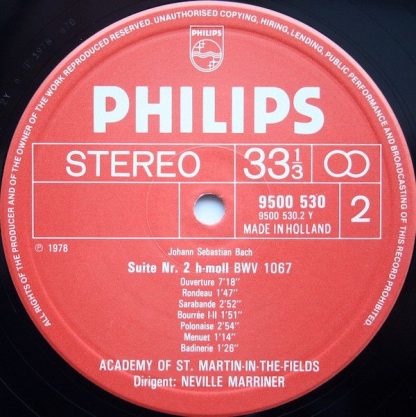 ALL RIGHTS OF THE PRODUCER AND OF THE OWNER OF THE WORK REPRODUCED RESERVED. UNAUTHORISED COPYING, HIRING, LENDING, PUBLIC PERFORMANCE AND BROADCASTING OF THIS RECORD PROHIBITED.
PHILIPS
PHILIPS
STEREO
33 1/3
9500 530
9500 530.2 Y
MADE IN HOLLAND
2
℗ 1978
Johann Sebastian Bach
Suite Nr. 2 h-moll BWV 1067
Ouverture 7'18"
Rondeau 1'47"
Sarabande 2'52"
Bourrée I-II 1'51"
Polonaise 2'54"
Menuet 1'14"
Badinerie 1'26"
ACADEMY OF ST. MARTIN-IN-THE-FIELDS
Dirigent: NEVILLE MARRINER